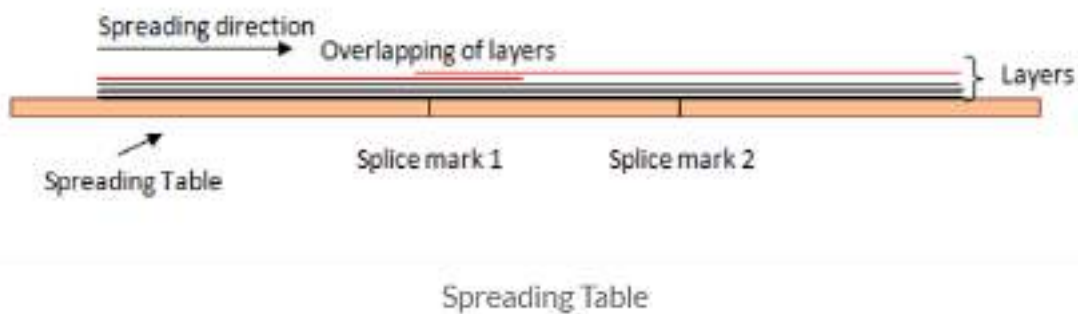 Spreading direction
Overlapping of layers
Layers
Splice mark 1
Splice mark 2
Spreading Table
Spreading Table